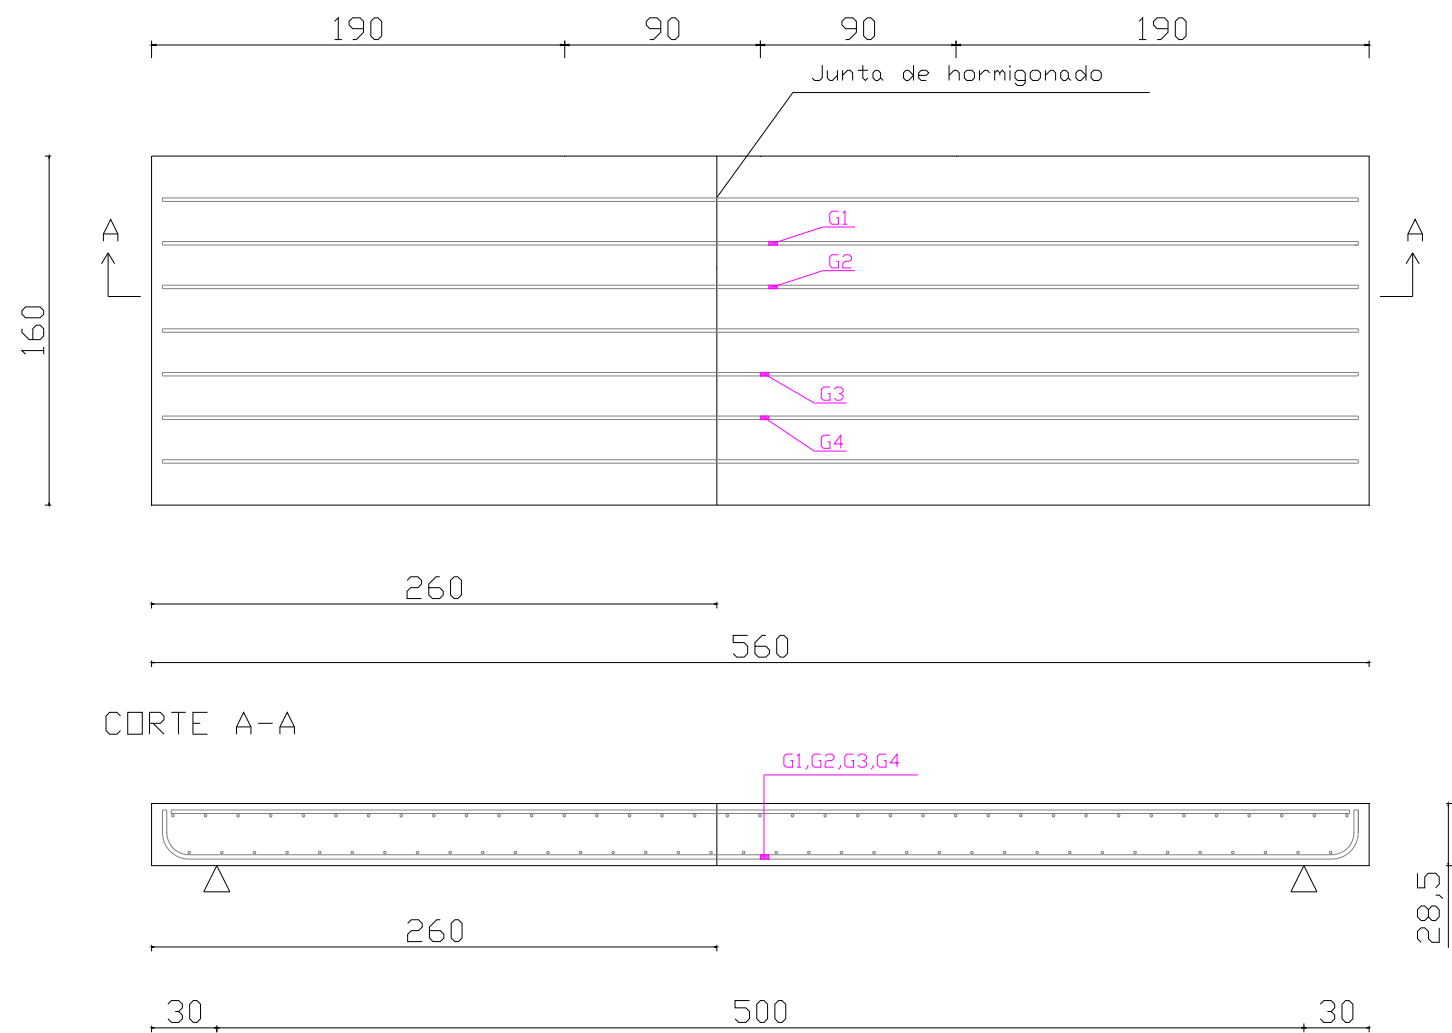 190 90 90 190
Junta de hormigonado
A
A
G1
G2
160
G3
G4
260
560
CORTE A-A
G1,G2,G3,G4
28,5
260
30 500 30